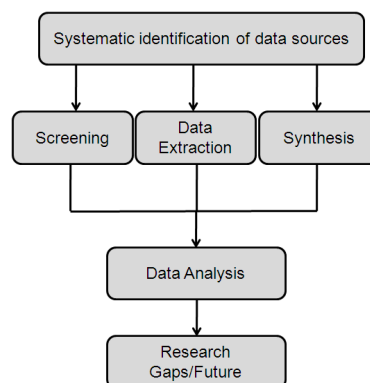 Systematic identification of data sources
Screening
Data
Extraction
Synthesis
Data Analysis
Research
Gaps/Future